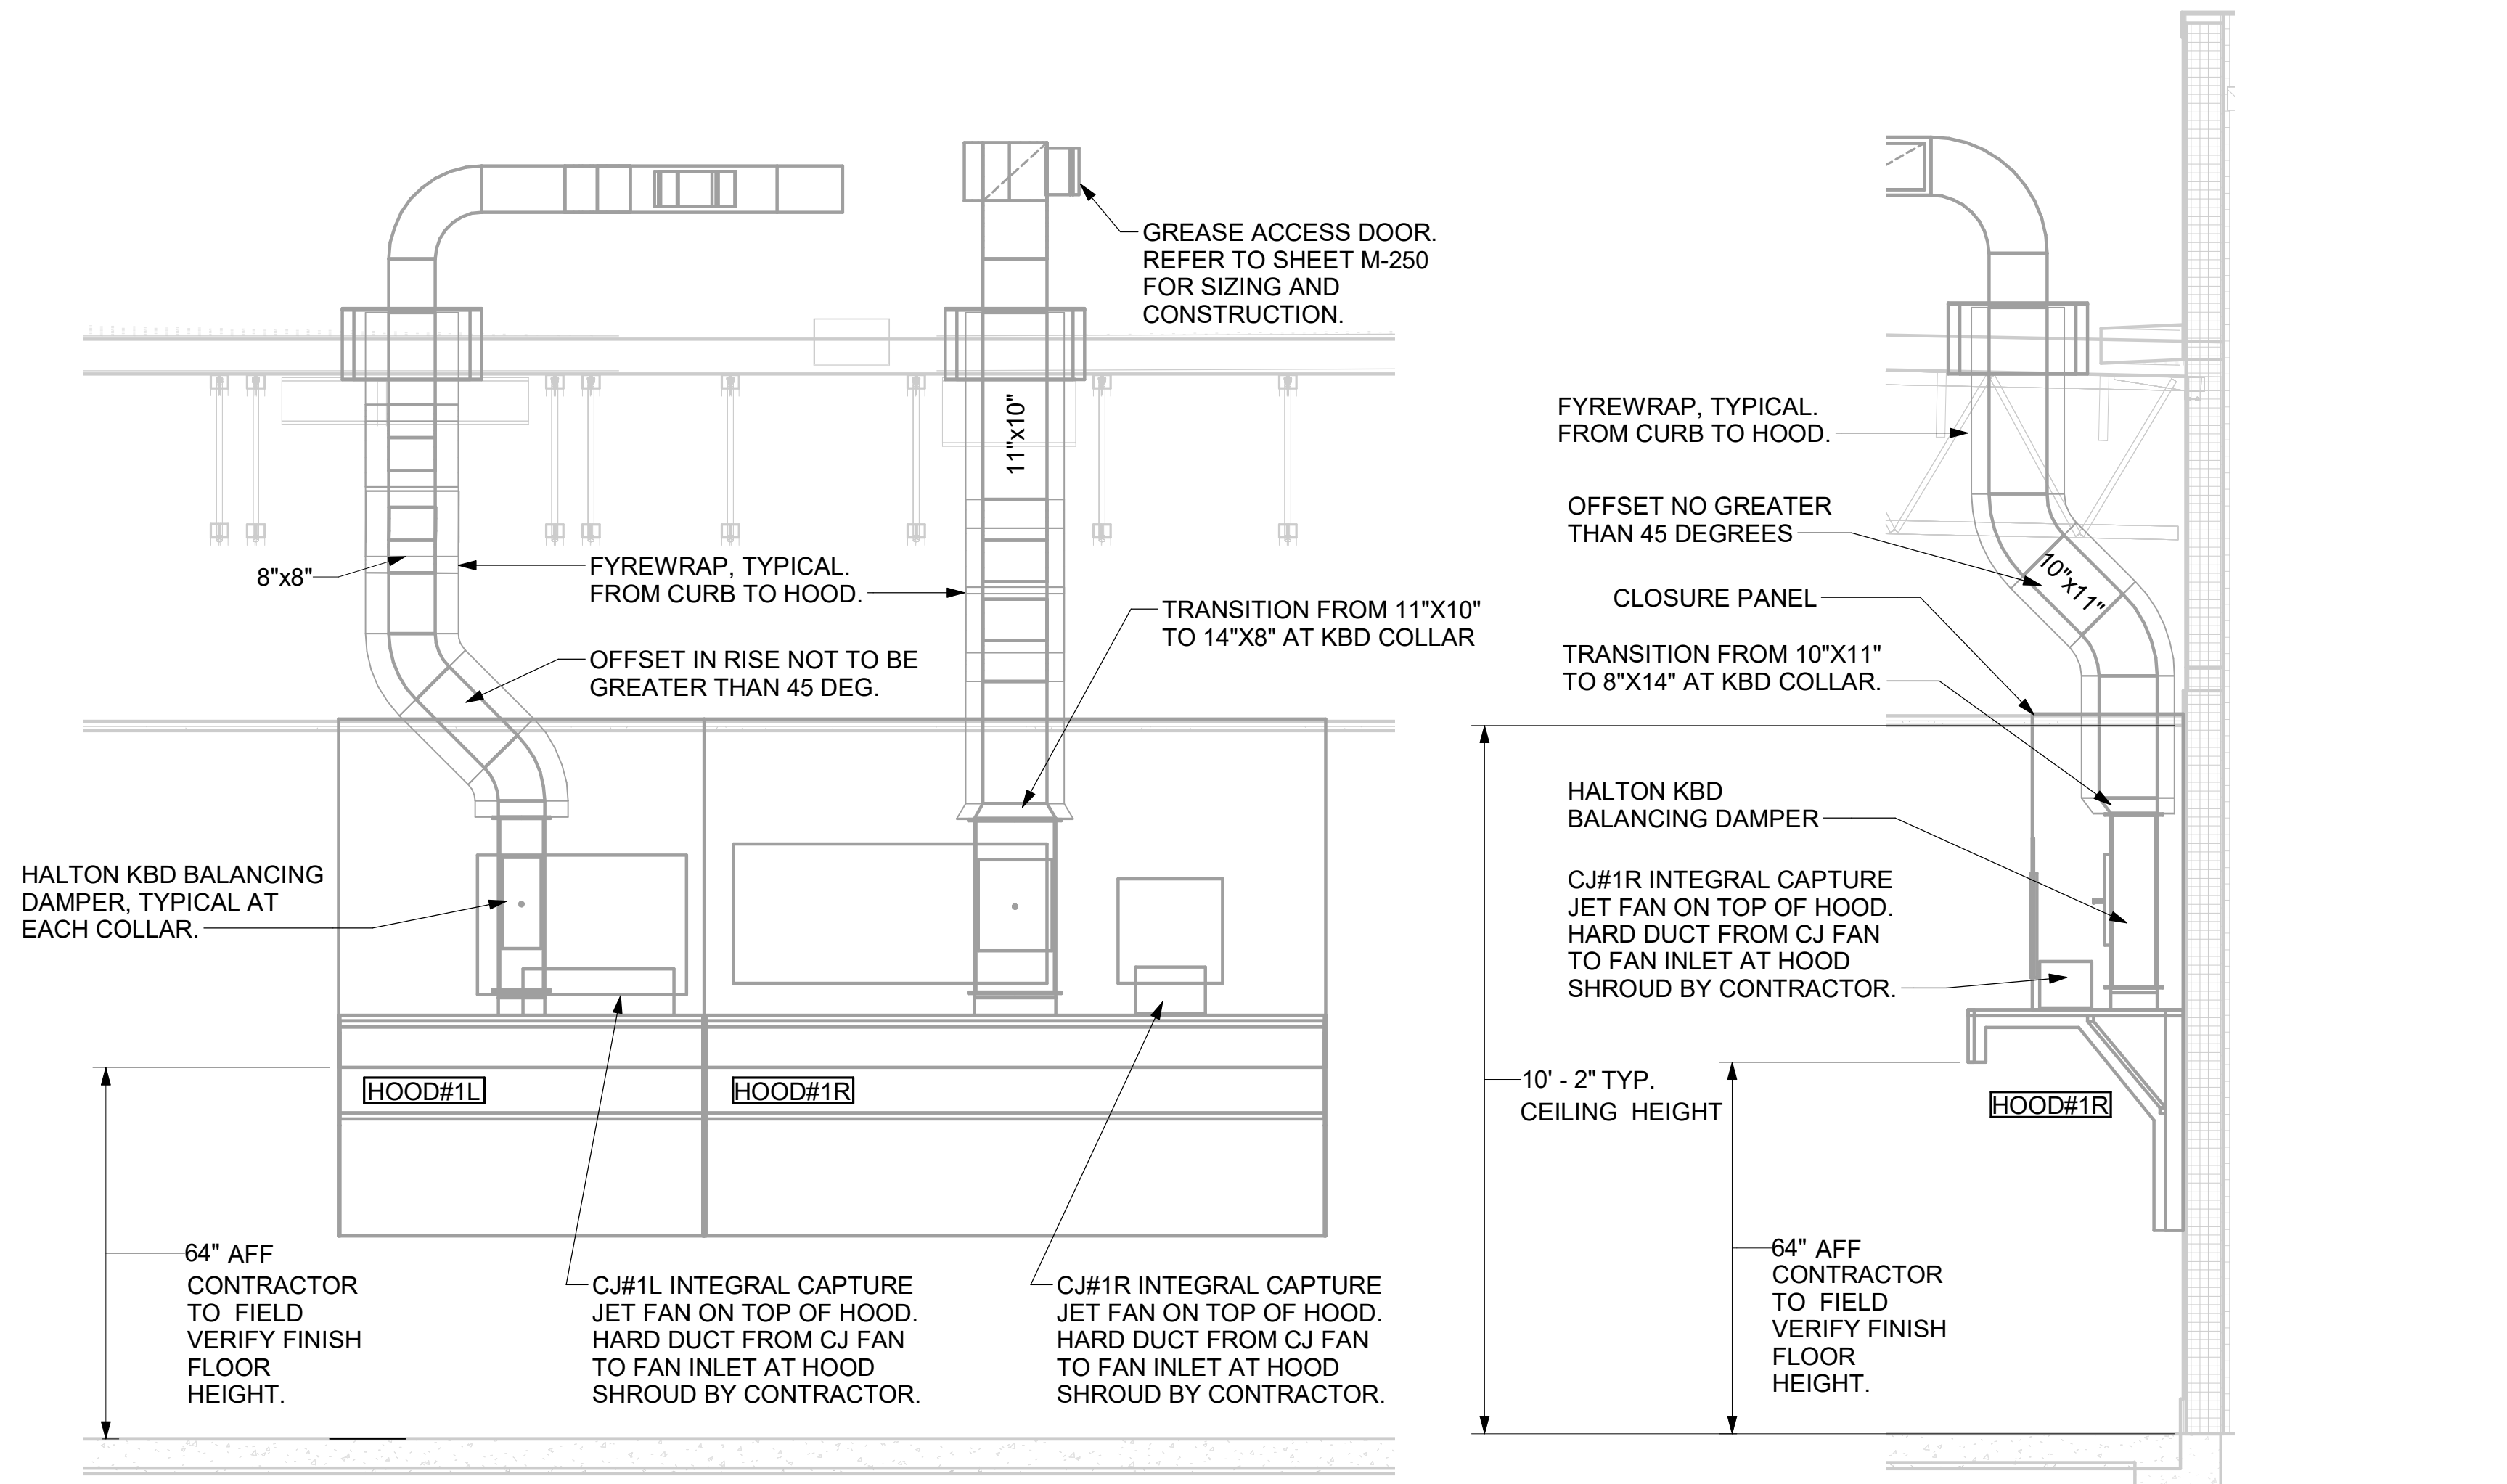 GREASE ACCESS DOOR.
REFER TO SHEET M-250
FOR SIZING AND
CONSTRUCTION.
11"x10"
8"x8"
FYREWRAP, TYPICAL.
FROM CURB TO HOOD.
TRANSITION FROM 11"X10"
TO 14"X8" AT KBD COLLAR
OFFSET IN RISE NOT TO BE
GREATER THAN 45 DEG.
HALTON KBD BALANCING
DAMPER, TYPICAL AT
EACH COLLAR.
HOOD#1L
HOOD#1R
64" AFF
CONTRACTOR
TO FIELD
VERIFY FINISH
FLOOR
HEIGHT.
CJ#1L INTEGRAL CAPTURE
JET FAN ON TOP OF HOOD.
HARD DUCT FROM CJ FAN
TO FAN INLET AT HOOD
SHROUD BY CONTRACTOR.
CJ#1R INTEGRAL CAPTURE
JET FAN ON TOP OF HOOD.
HARD DUCT FROM CJ FAN
TO FAN INLET AT HOOD
SHROUD BY CONTRACTOR.
FYREWRAP, TYPICAL.
FROM CURB TO HOOD.
OFFSET NO GREATER
THAN 45 DEGREES
10"x11"
CLOSURE PANEL
TRANSITION FROM 10"X11"
TO 8"X14" AT KBD COLLAR.
HALTON KBD
BALANCING DAMPER
CJ#1R INTEGRAL CAPTURE
JET FAN ON TOP OF HOOD.
HARD DUCT FROM CJ FAN
TO FAN INLET AT HOOD
SHROUD BY CONTRACTOR.
10' - 2" TYP.
CEILING HEIGHT
HOOD#1R
64" AFF
CONTRACTOR
TO FIELD
VERIFY FINISH
FLOOR
HEIGHT.